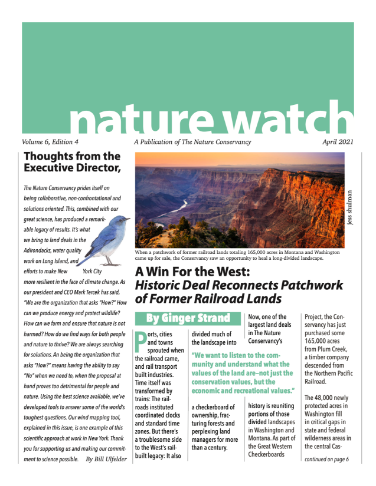 nature watch
Volume 6, Edition 4
A Publication of The Nature Conservancy
April 2021
Thoughts from the
Executive Director,
The Nature Conservancy prides itself on
being collaborative, non-confrontational and
solutions oriented. This, combined with our
great science, has produced a remark-
able legacy of results. It's what
we bring to land deals in the
Adirondacks, water quality
work on Long Island, and
efforts to make New York City
more resilient in the face of climate change. As
our president and CEO Mark Tercek has said,
"We are the organization that asks "How?" How
can we produce energy and protect wildlife?
How can we farm and ensure that nature is not
harmed? How do we find ways for both people
and nature to thrive? We are always searching
for solutions. An being the organization that
asks "How?" means having the ability to say
"No" when we need to, when the proposal at
hand proves too detrimental for people and
nature. Using the best science available, we've
developed tools to answer some of the world's
toughest questions. Our wind mapping tool,
explained in this issue, is one example of this
scientific approach at work in New York. Thank
you for supporting us and making our commit-
ment to science possible. By Bill Ulfelder
jess shulman
When a patchwork of former railroad lands totaling 165,000 acres in Montana and Washington
came up for sale, the Conservancy saw an opportunity to heal a long-divided landscape.
A Win For the West:
Historic Deal Reconnects Patchwork
of Former Railroad Lands
By Ginger Strand
Ports, cities
and towns
sprouted when
the railroad came,
and rail transport
built industries.
Time itself was
transformed by
trains: The rail-
roads instituted
coordinated clocks
and standard time
zones. But there's
a troublesome side
to the West's rail-
built legacy: It also
divided much of
the landscape into
"We want to listen to the com-
munity and understand what the
values of the land are–not just the
conservation values, but the
economic and recreational values."
a checkerboard of
ownership, frac-
turing forests and
perplexing land
managers for more
than a century.
Now, one of the
largest land deals
in The Nature
Conservancy's
history is reuniting
portions of those
divided landscapes
in Washington and
Montana. As part of
the Great Western
Checkerboards
Project, the Con-
servancy has just
purchased some
165,000 acres
from Plum Creek,
a timber company
descended from
the Northern Pacific
Railroad.
The 48,000 newly
protected acres in
Washington fill
in critical gaps in
state and federal
wilderness areas in
the central Cas-
continued on page 6